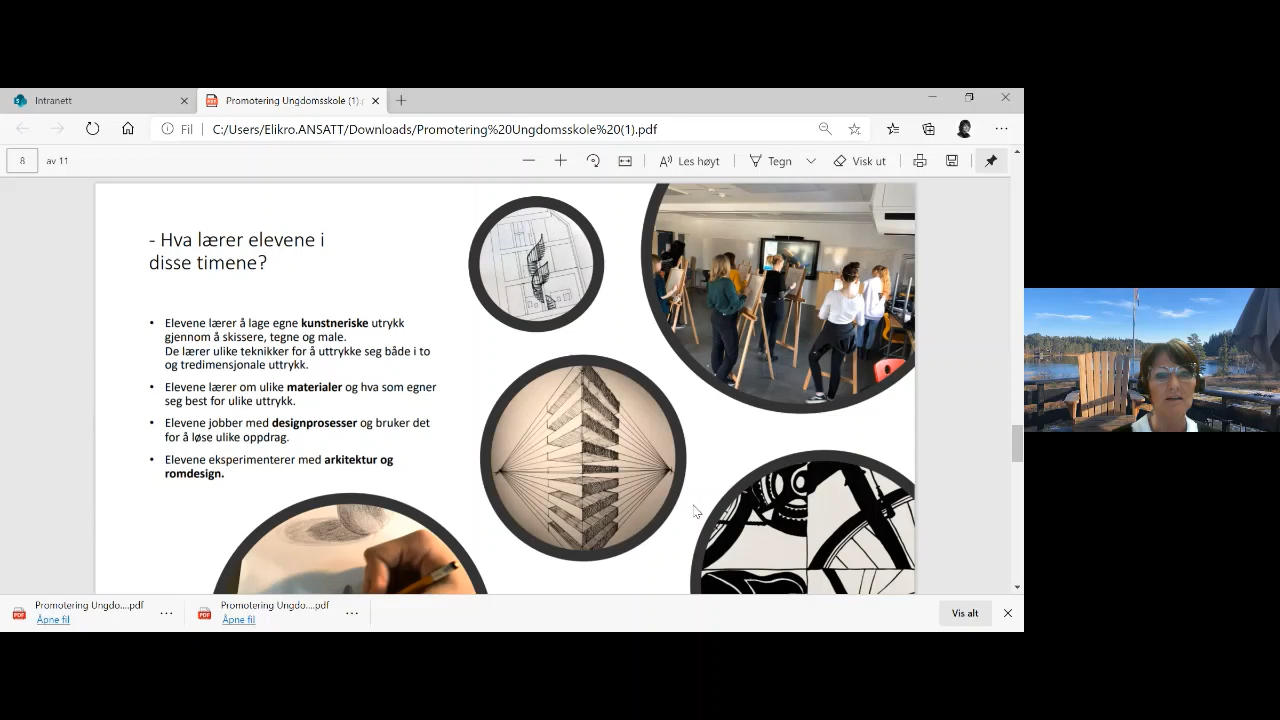 Intranett
Promotering Ungdomsskole (1).p
Fil
C:/Users/Elikro.ANSATT/Downloads/Promotering%20Ungdomsskole%20(1).pdf
8 av 11
Les høyt
Tegn
Visk ut
- Hva lærer elevene i
disse timene?
• Elevene lærer å lage egne kunstneriske utrykk
gjennom å skissere, tegne og male.
De lærer ulike teknikker for å uttrykke seg både i to
og tredimensjonale uttrykk.
• Elevene lærer om ulike materialer og hva som egner
seg best for ulike uttrykk.
• Elevene jobber med designprosesser og bruker det
for å løse ulike oppdrag.
• Elevene eksperimenterer med arkitektur og
romdesign.
Promotering Ungdo....pdf
Åpne fil
Promotering Ungdo....pdf
Åpne fil
Vis alt